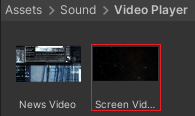 Assets > Sound > Video Player
News Video
Screen Vid...